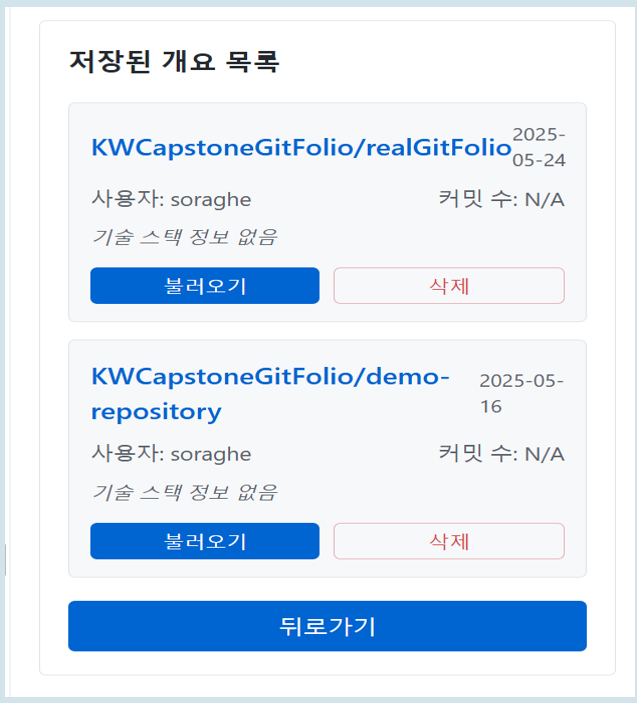 저장된 개요 목록
KWCapstoneGitFolio/realGitFolio
2025-
05-24
사용자: soraghe
커밋 수: N/A
기술 스택 정보 없음
불러오기
삭제
KWCapstoneGitFolio/demo-
repository
2025-05-
16
사용자: soraghe
커밋 수: N/A
기술 스택 정보 없음
불러오기
삭제
뒤로가기